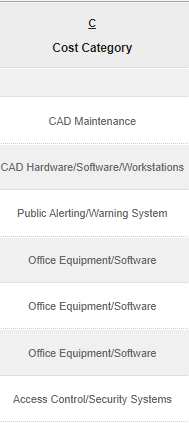 C
Cost Category
CAD Maintenance
CAD Hardware/Software/Workstations
Public Alerting/Warning System
Office Equipment/Software
Office Equipment/Software
Office Equipment/Software
Access Control/Security Systems